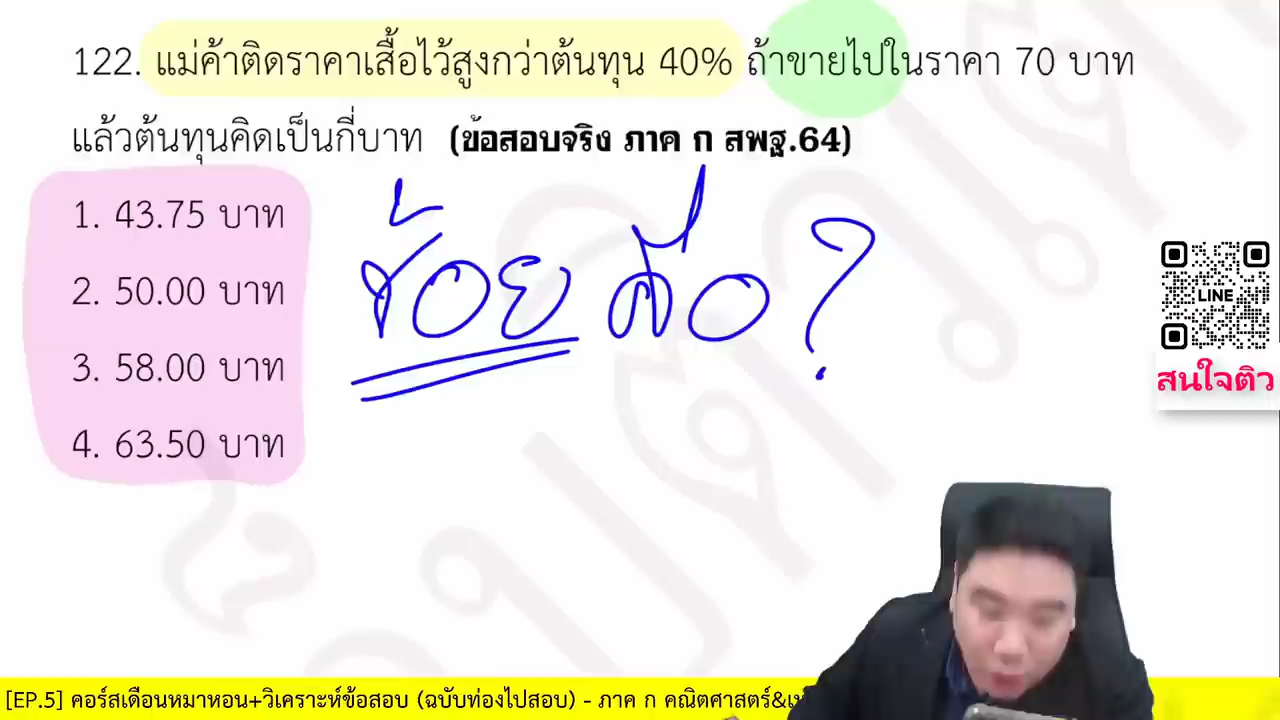 122. แม่ค้าติดราคาเสื้อไว้สูงกว่าต้นทุน 40% ถ้าขายไปในราคา 70 บาท
แล้วต้นทุนคิดเป็นกี่บาท (ข้อสอบจริง ภาค ก สพฐ.64)
1. 43.75 บาท
2. 50.00 บาท
3. 58.00 บาท
4. 63.50 บาท
ช้อย คือ ?
LINE
สนใจติว
[EP.5] คอร์สเดือนหมาหอน+วิเคราะห์ข้อสอบ (ฉบับท่องไปสอบ) - ภาค ก คณิตศาสตร์&